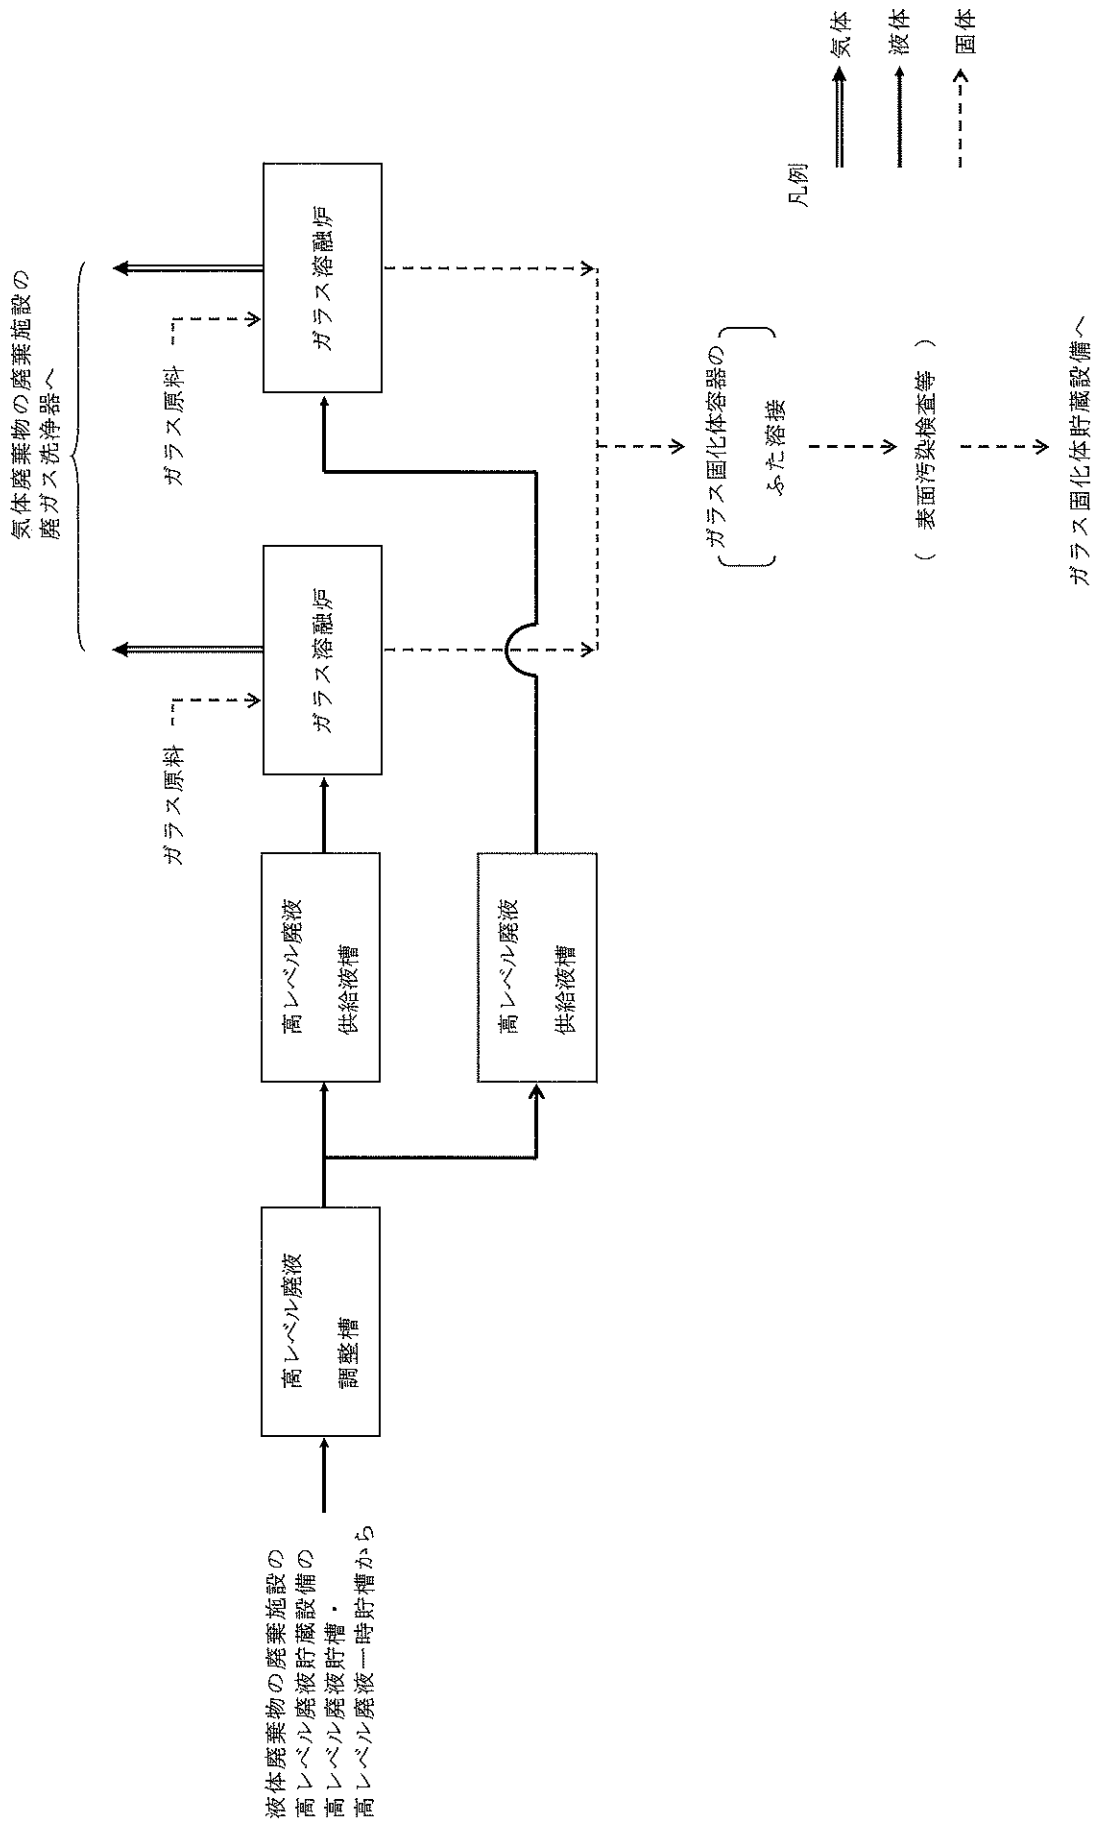 液体廃棄物の廃棄施設の
高レベル廃液貯蔵設備の
高レベル廃液貯槽・
高レベル廃液一時貯槽から
高レベル廃液
調整槽
高レベル廃液
供給液槽
高レベル廃液
供給液槽
ガラス原料
ガラス溶融炉
ガラス原料
ガラス溶融炉
気体廃棄物の廃棄施設の
廃ガス洗浄器へ
ガラス固化体容器の
ふた溶接
(表面汚染検査等)
ガラス固化体貯蔵設備へ
凡例
気体
液体
固体